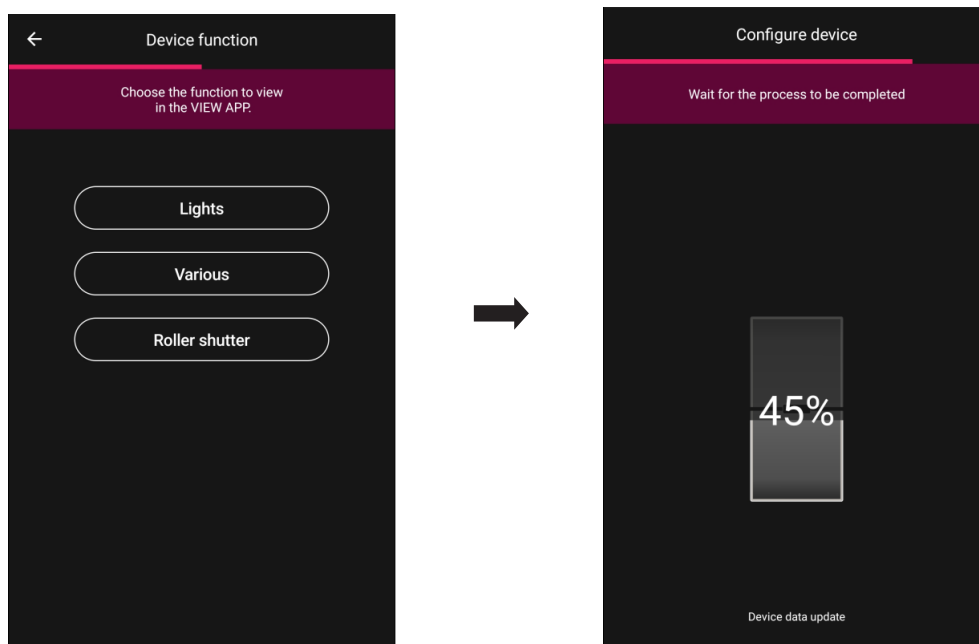 Device function
Choose the function to view
in the VIEW APP.
Lights
Various
Roller shutter
Configure device
Wait for the process to be completed
45%
Device data update